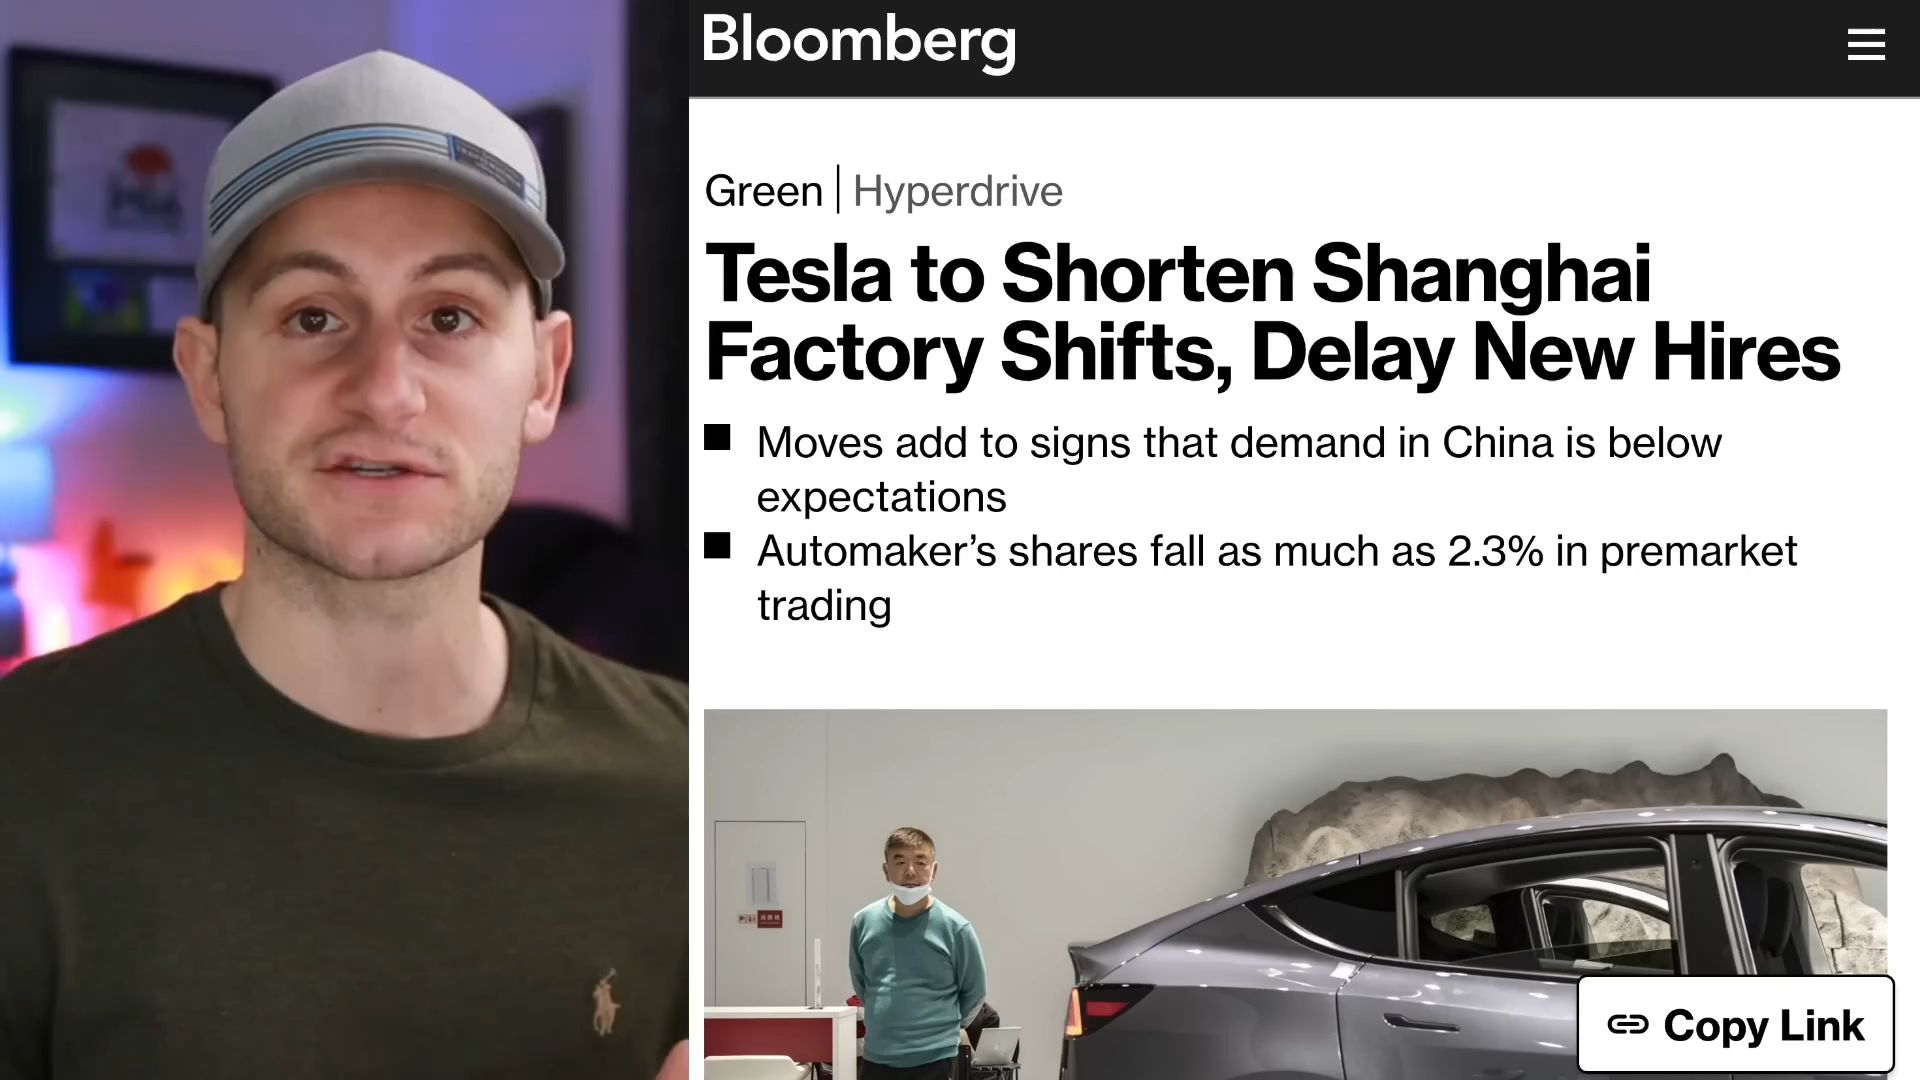 Bloomberg
Green | Hyperdrive
Tesla to Shorten Shanghai
Factory Shifts, Delay New Hires
■ Moves add to signs that demand in China is below
expectations
■ Automaker’s shares fall as much as 2.3% in premarket
trading
Copy Link